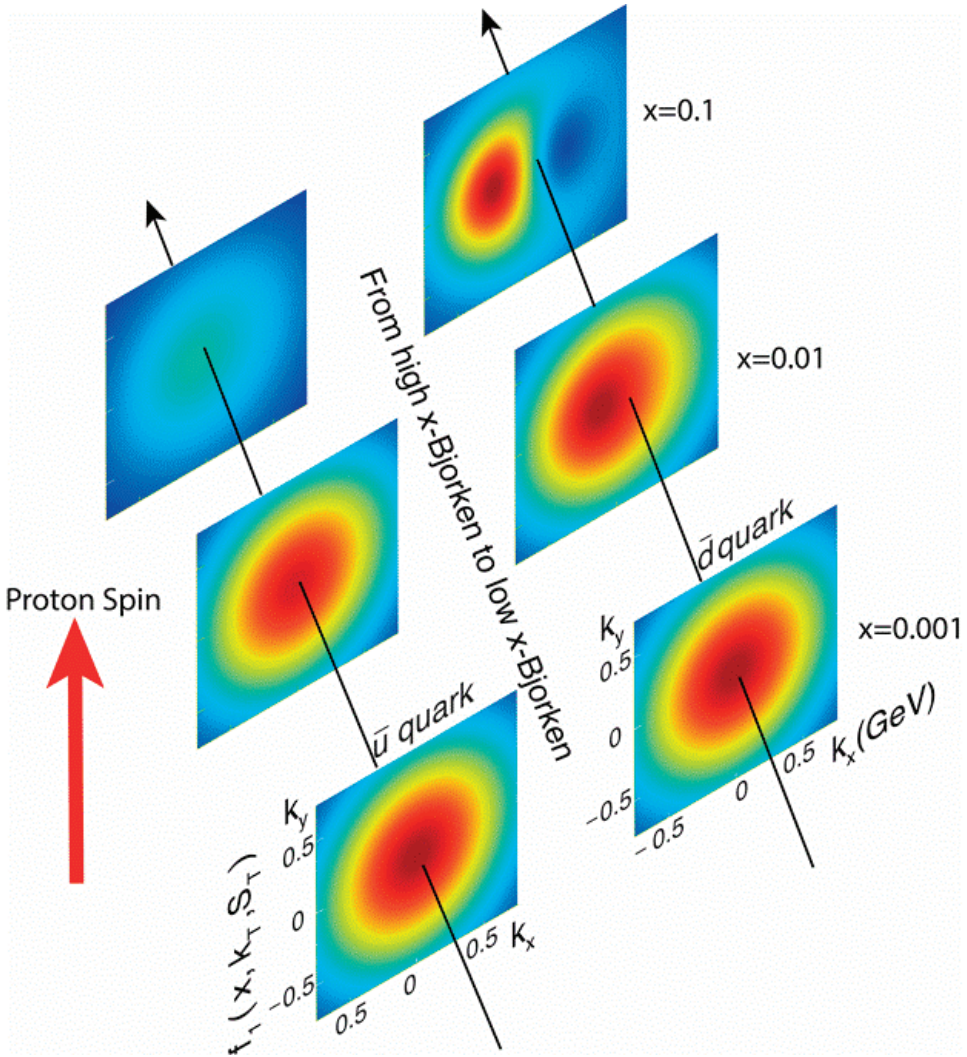 x=0.1
x=0.01
From high x-Bjorken to low x-Bjorken
Proton Spin
d̄ quark
x=0.001
K_y
0.5
0
-0.5
-0.5
0
0.5
K_x (GeV)
ū quark
K_y
0.5
0
-0.5
0.5
0
0.5
K_x
f_1 ( x, K_T, S_T )